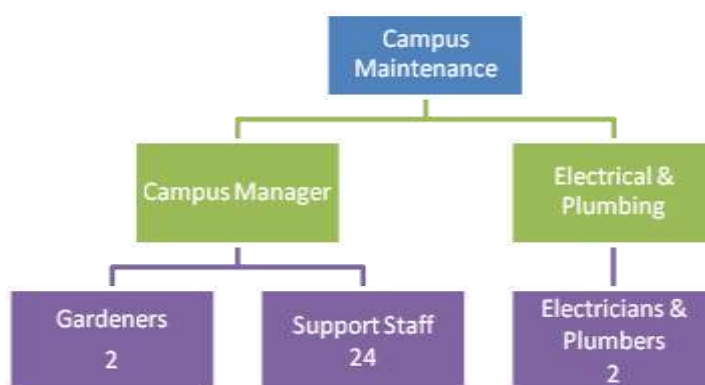 Campus
Maintenance
Campus Manager
Electrical &
Plumbing
Gardeners
2
Support Staff
24
Electricians &
Plumbers
2